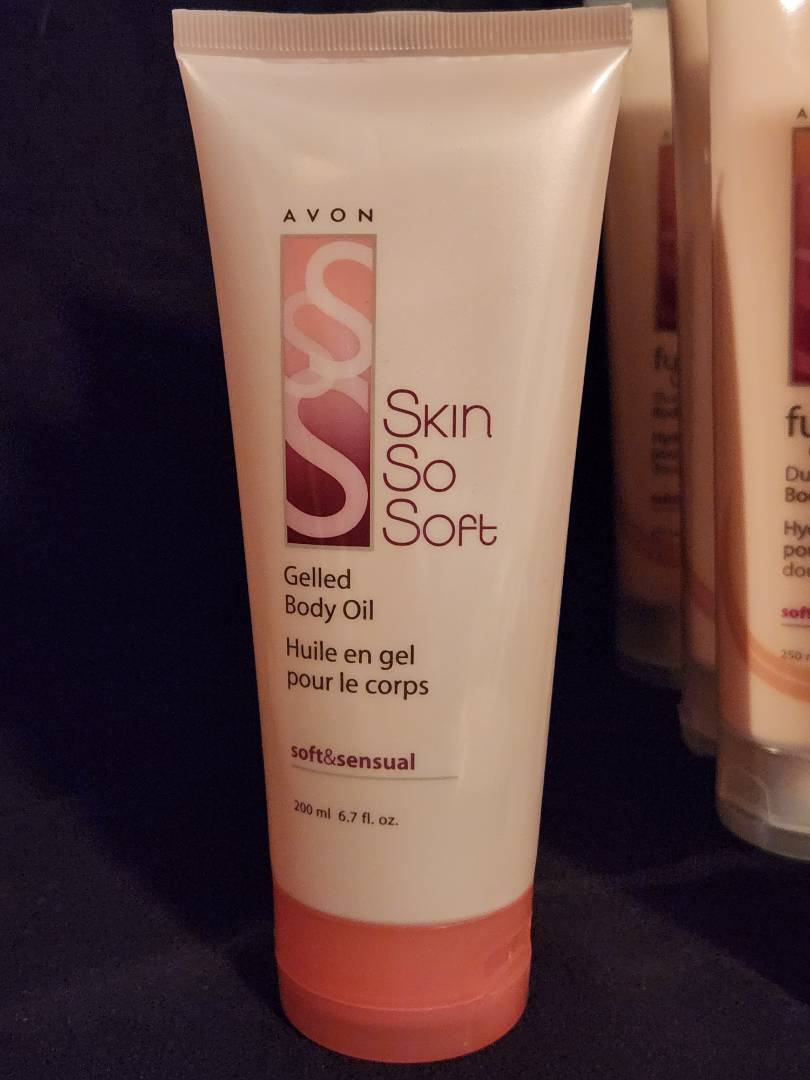 AVON
Skin
So
Soft
Gelled
Body Oil
Huile en gel
pour le corps
soft&sensual
200 ml 6.7 fl. oz.